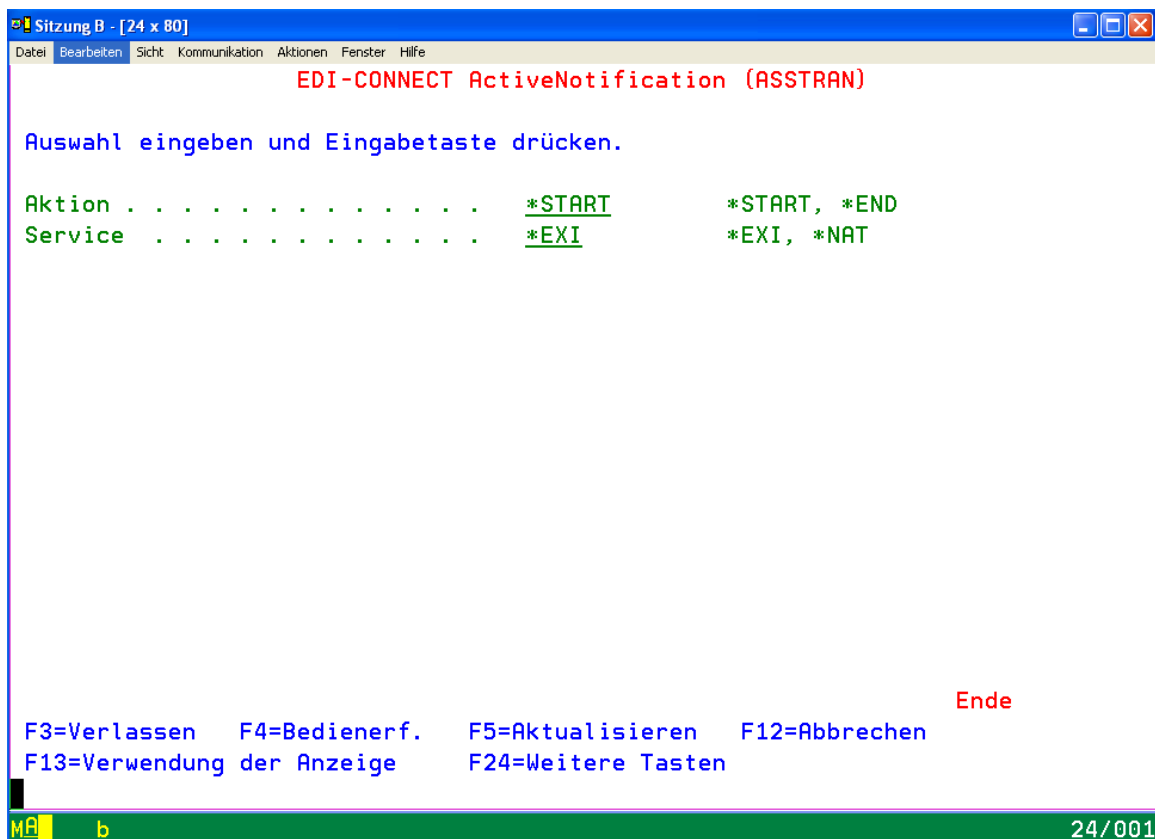 Sitzung B - [24 x 80]
Datei Bearbeiten Sicht Kommunikation Aktionen Fenster Hilfe
EDI-CONNECT ActiveNotification (ASSTRAN)
Auswahl eingeben und Eingabetaste drücken.
Aktion . . . . . . . . . . . . . *START *START, *END
Service . . . . . . . . . . . . *EXI *EXI, *NAT
Ende
F3=Verlassen F4=Bedienerf. F5=Aktualisieren F12=Abbrechen
F13=Verwendung der Anzeige F24=Weitere Tasten
MA b 24/001